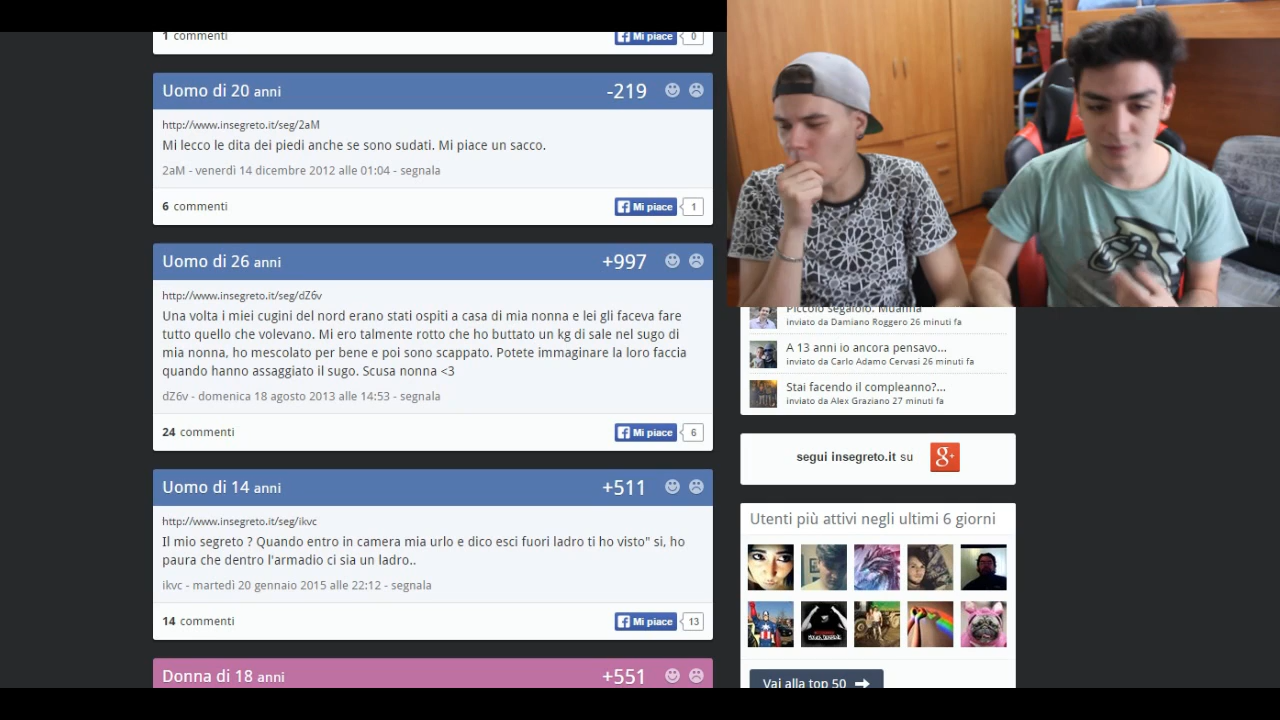 1 commenti
Mi piace 0
Uomo di 20 anni
-219
http://www.insegreto.it/seg/2aM
Mi lecco le dita dei piedi anche se sono sudati. Mi piace un sacco.
2aM - venerdì 14 dicembre 2012 alle 01:04 - segnala
6 commenti
Mi piace 1
Uomo di 26 anni
+997
http://www.insegreto.it/seg/dZ6v
Una volta i miei cugini del nord erano stati ospiti a casa di mia nonna e lei gli faceva fare
tutto quello che volevano. Mi ero talmente rotto che ho buttato un kg di sale nel sugo di
mia nonna, ho mescolato per bene e poi sono scappato. Potete immaginare la loro faccia
quando hanno assaggiato il sugo. Scusa nonna <3
dZ6v - domenica 18 agosto 2013 alle 14:53 - segnala
24 commenti
Mi piace 6
Uomo di 14 anni
+511
http://www.insegreto.it/seg/ikvc
Il mio segreto ? Quando entro in camera mia urlo e dico esci fuori ladro ti ho visto" si, ho
paura che dentro l'armadio ci sia un ladro..
ikvc - martedì 20 gennaio 2015 alle 22:12 - segnala
14 commenti
Mi piace 13
Donna di 18 anni
+551
Piccolo segaiolo.
inviato da Damiano Roggero 26 minuti fa
A 13 anni io ancora pensavo...
inviato da Carlo Adamo Cervasi 26 minuti fa
Stai facendo il compleanno?...
inviato da Alex Graziano 27 minuti fa
segui insegreto.it su g+
Utenti più attivi negli ultimi 6 giorni
Vai alla top 50